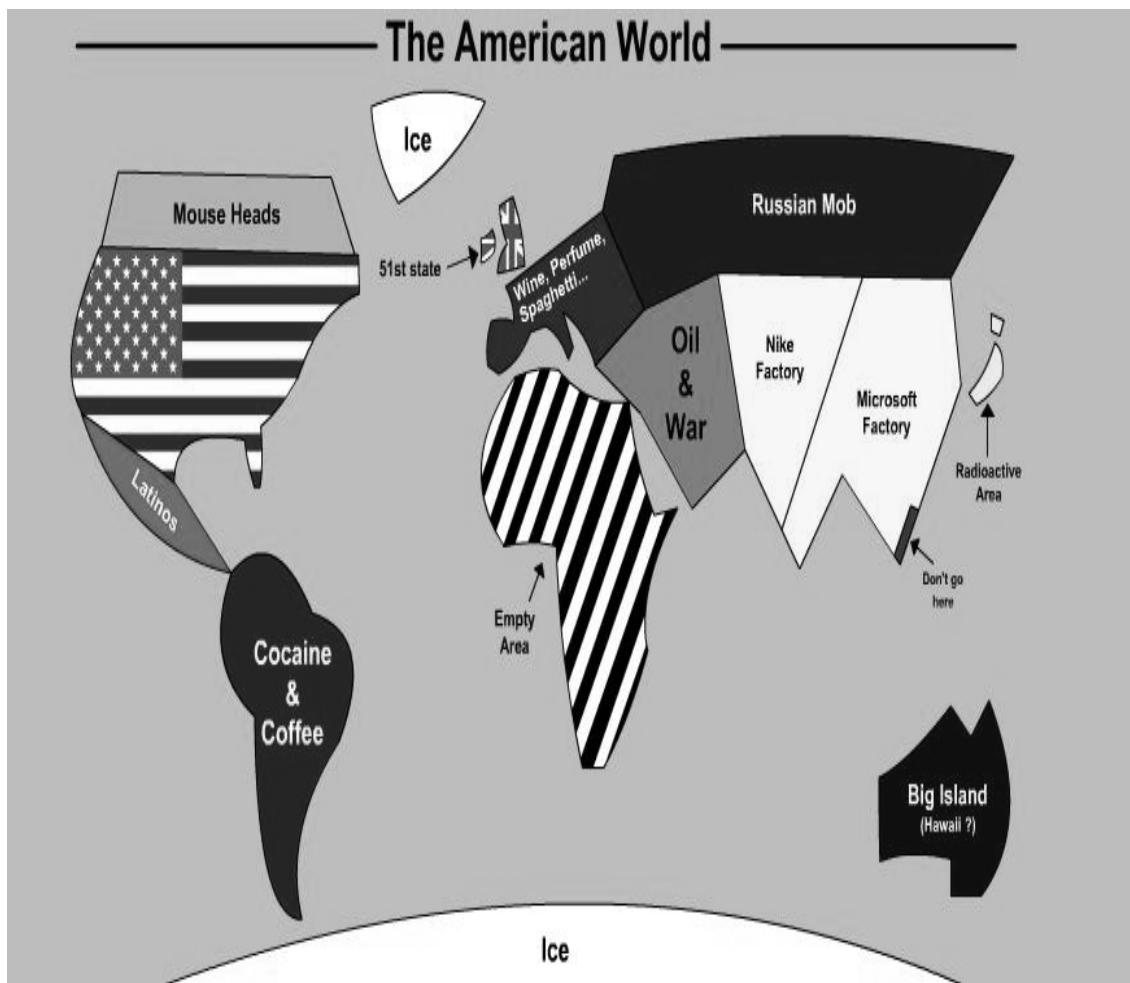 The American World
Ice
Mouse Heads
Russian Mob
51st state
Wine, Perfume,
Spaghetti...
Oil
&
War
Nike
Factory
Microsoft
Factory
Radioactive
Area
Latinos
Don't go
here
Empty
Area
Cocaine
&
Coffee
Big Island
(Hawaii ?)
Ice